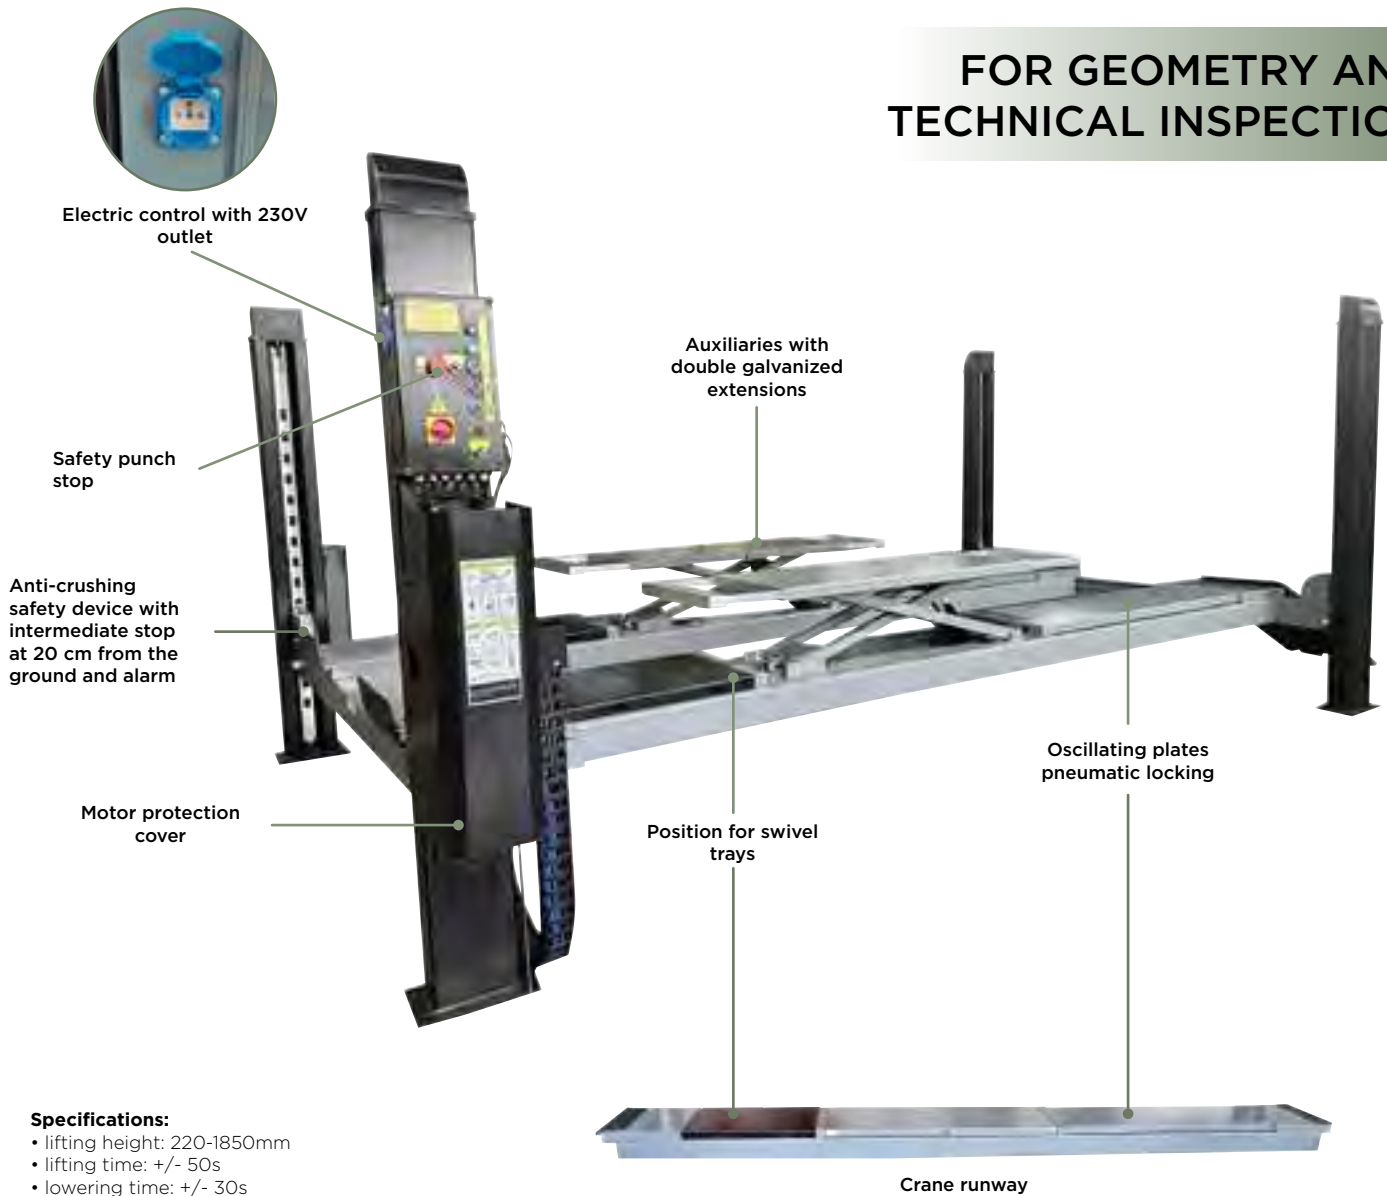 FOR GEOMETRY AN
TECHNICAL INSPECTIO
Electric control with 230V
outlet
Auxiliaries with
double galvanized
extensions
Safety punch
stop
Anti-crushing
safety device with
intermediate stop
at 20 cm from the
ground and alarm
Oscillating plates
pneumatic locking
Motor protection
cover
Position for swivel
trays
Specifications:
• lifting height: 220-1850mm
• lifting time: +/- 50s
• lowering time: +/- 30s
Crane runway